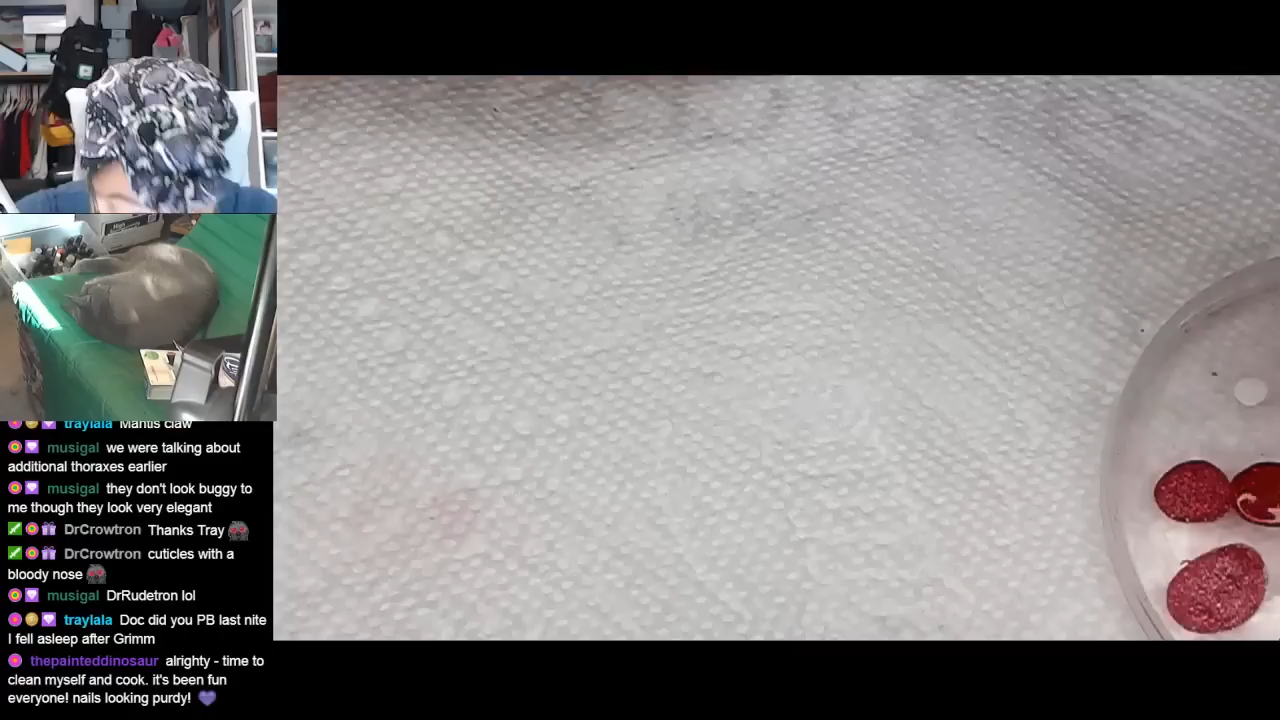 High
traylala Mantis claw
musigal we were talking about
additional thoraxes earlier
musigal they don't look buggy to
me though they look very elegant
DrCrowtron Thanks Tray
DrCrowtron cuticles with a
bloody nose
musigal DrRudetron lol
traylala Doc did you PB last nite
I fell asleep after Grimm
thepainteddinosaur alrighty - time to
clean myself and cook. it's been fun
everyone! nails looking purdy!